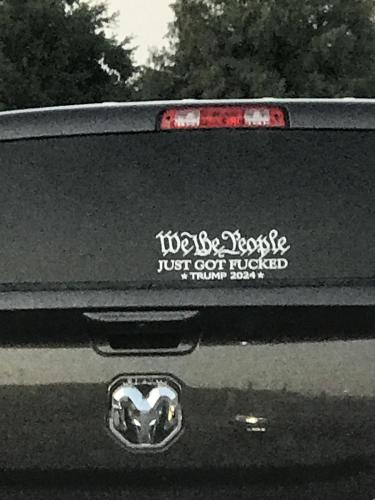 We The People
JUST GOT FUCKED
★ TRUMP 2024 ★